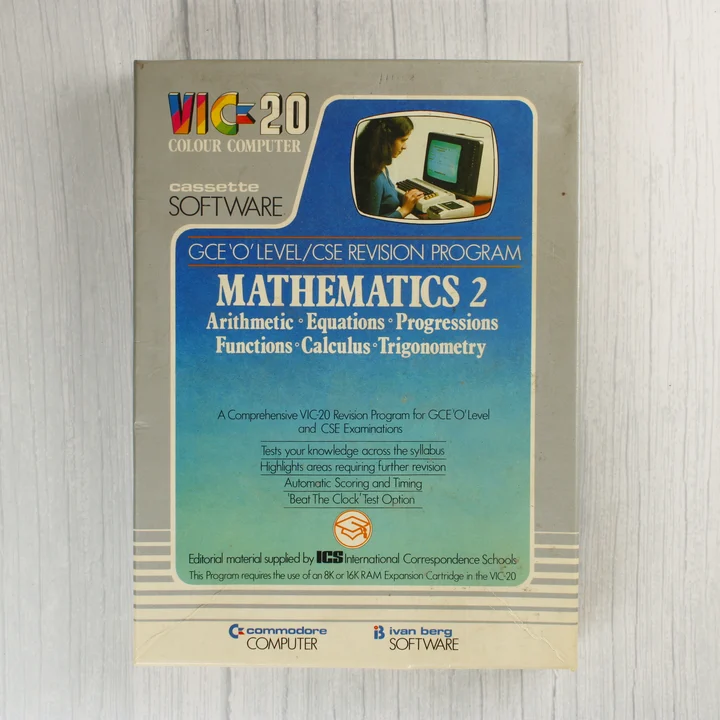 VIC-20
COLOUR COMPUTER
cassette
SOFTWARE
GCE 'O' LEVEL/CSE REVISION PROGRAM
MATHEMATICS 2
Arithmetic • Equations • Progressions
Functions • Calculus • Trigonometry
A Comprehensive VIC-20 Revision Program for GCE 'O' Level
and CSE Examinations
Tests your knowledge across the syllabus
Highlights areas requiring further revision
Automatic Scoring and Timing
'Beat The Clock' Test Option
Editorial material supplied by ICS International Correspondence Schools
This Program requires the use of an 8K or 16K RAM Expansion Cartridge in the VIC-20
commodore
COMPUTER
ivan berg
SOFTWARE